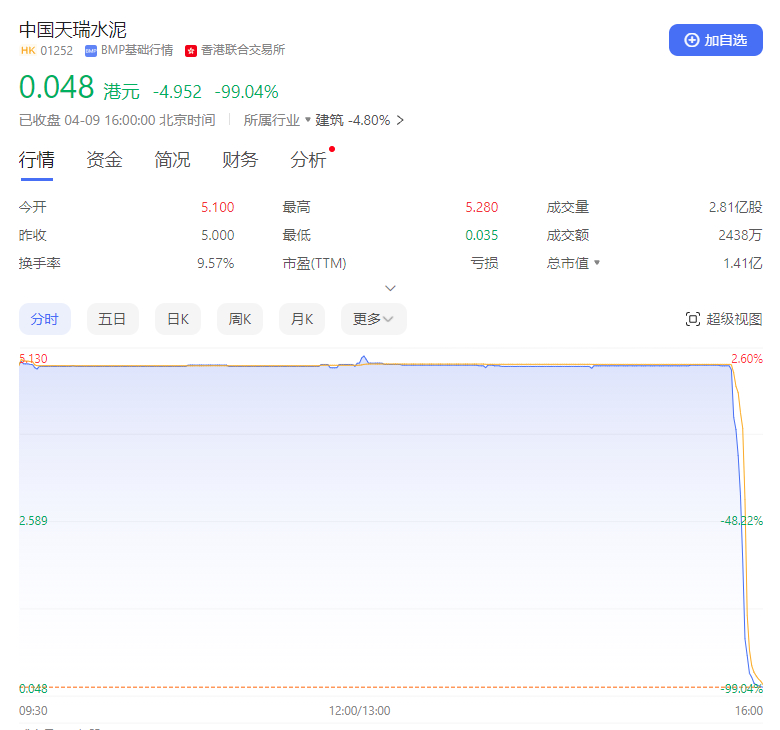 中国天瑞水泥
HK 01252 BMP BMP基础行情 香港联合交易所
加自选
0.048 港元 -4.952 -99.04%
已收盘 04-09 16:00:00 北京时间 所属行业 建筑 -4.80%
行情 资金 简况 财务 分析
今开 5.100 最高 5.280 成交量 2.81亿股
昨收 5.000 最低 0.035 成交额 2438万
换手率 9.57% 市盈(TTM) 亏损 总市值 1.41亿
分时 五日 日K 周K 月K 更多 超级视图
5.130 2.60%
2.589 -48.22%
0.048 -99.04%
09:30 12:00/13:00 16:00